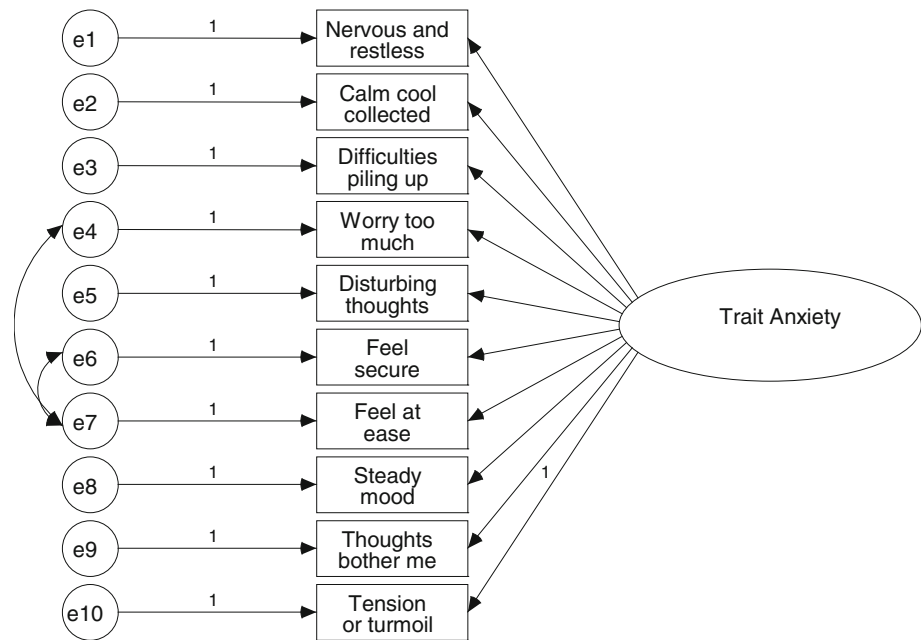 e1
1
Nervous and
restless
e2
1
Calm cool
collected
e3
1
Difficulties
piling up
e4
1
Worry too
much
e5
1
Disturbing
thoughts
Trait Anxiety
e6
1
Feel
secure
e7
1
Feel at
ease
e8
1
Steady
mood
1
e9
1
Thoughts
bother me
e10
1
Tension
or turmoil